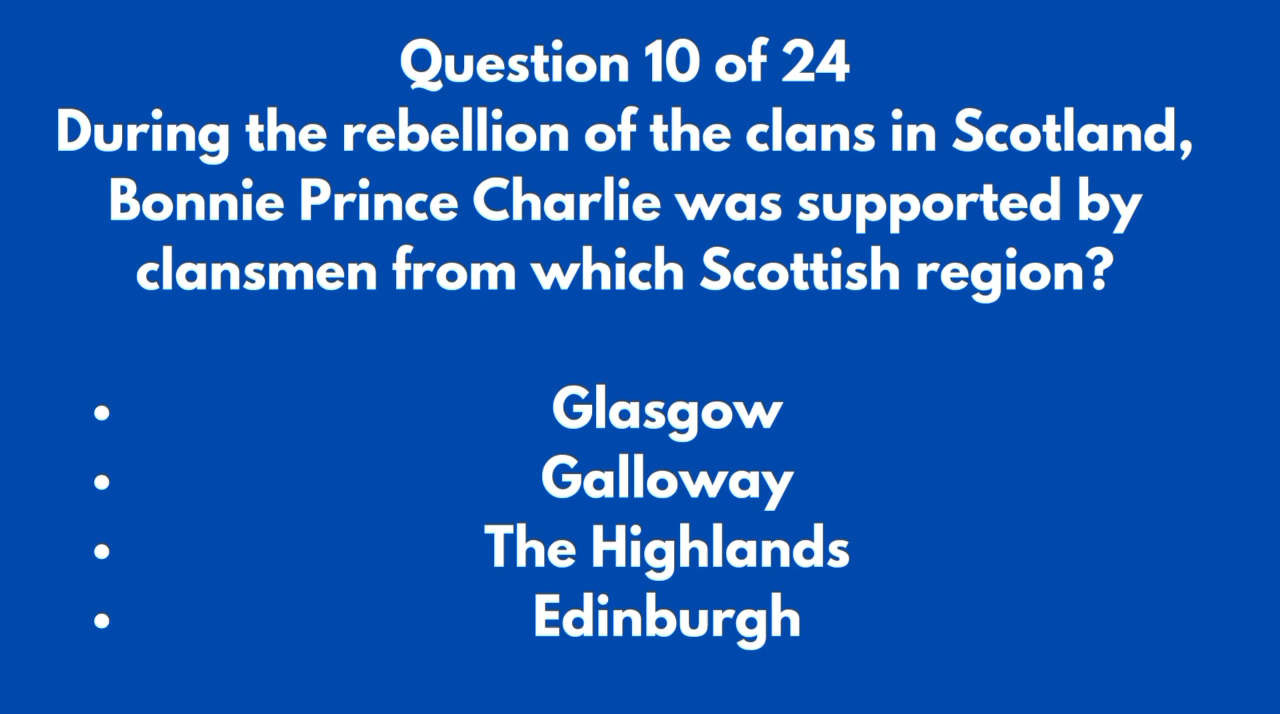 Question 10 of 24
During the rebellion of the clans in Scotland,
Bonnie Prince Charlie was supported by
clansmen from which Scottish region?
• Glasgow
• Galloway
• The Highlands
• Edinburgh